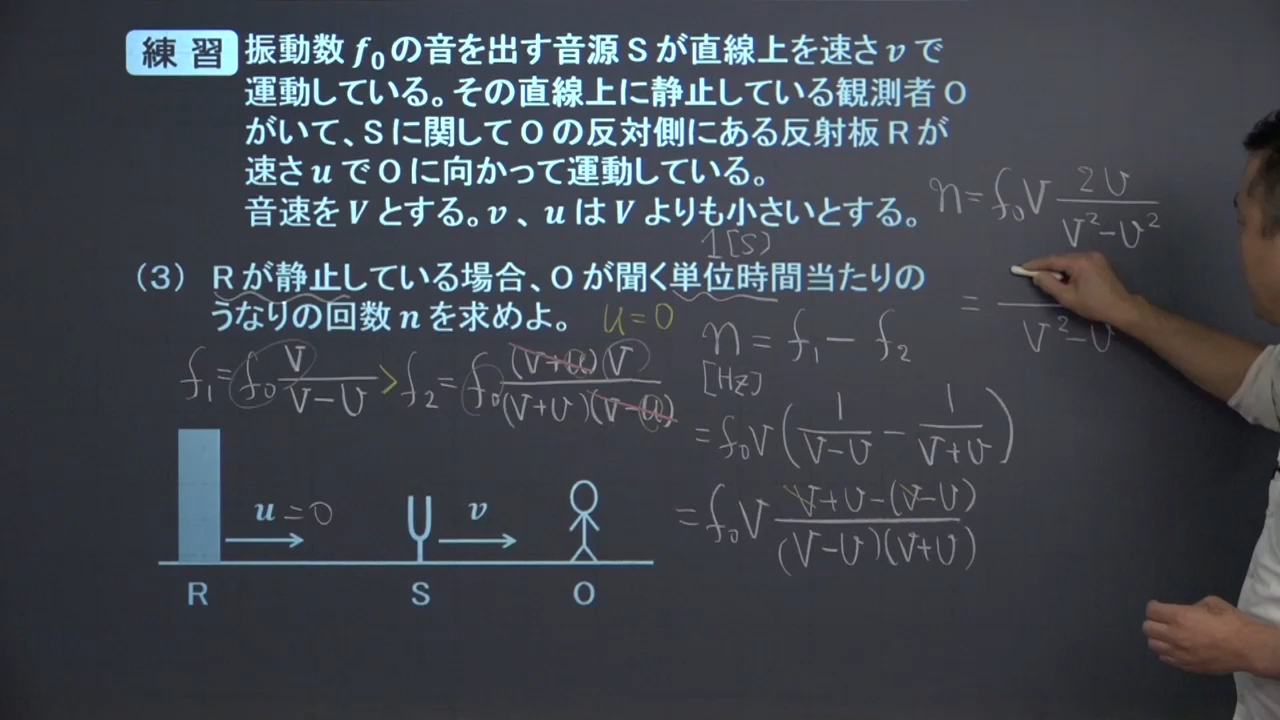 練習 振動数 f₀ の音を出す音源 S が直線上を速さ v で
運動している。その直線上に静止している観測者 O
がいて、S に関して O の反対側にある反射板 R が
速さ u で O に向かって運動している。
音速を V とする。v 、 u は V よりも小さいとする。
1[S]
（3） R が静止している場合、O が聞く単位時間当たりの
うなりの回数 n を求めよ。 u=0
f₁=f₀ V/(V-v) > f₂=f₀ (V+u)V/((V+v)(V-u))
n=f₁-f₂
[Hz]
=f₀V(1/(V-v) - 1/(V+v))
=f₀V (V+v-(V-v))/((V-v)(V+v))
n=f₀V 2v/(V²-v²)
= /(V²-v
u =0
v
R S O